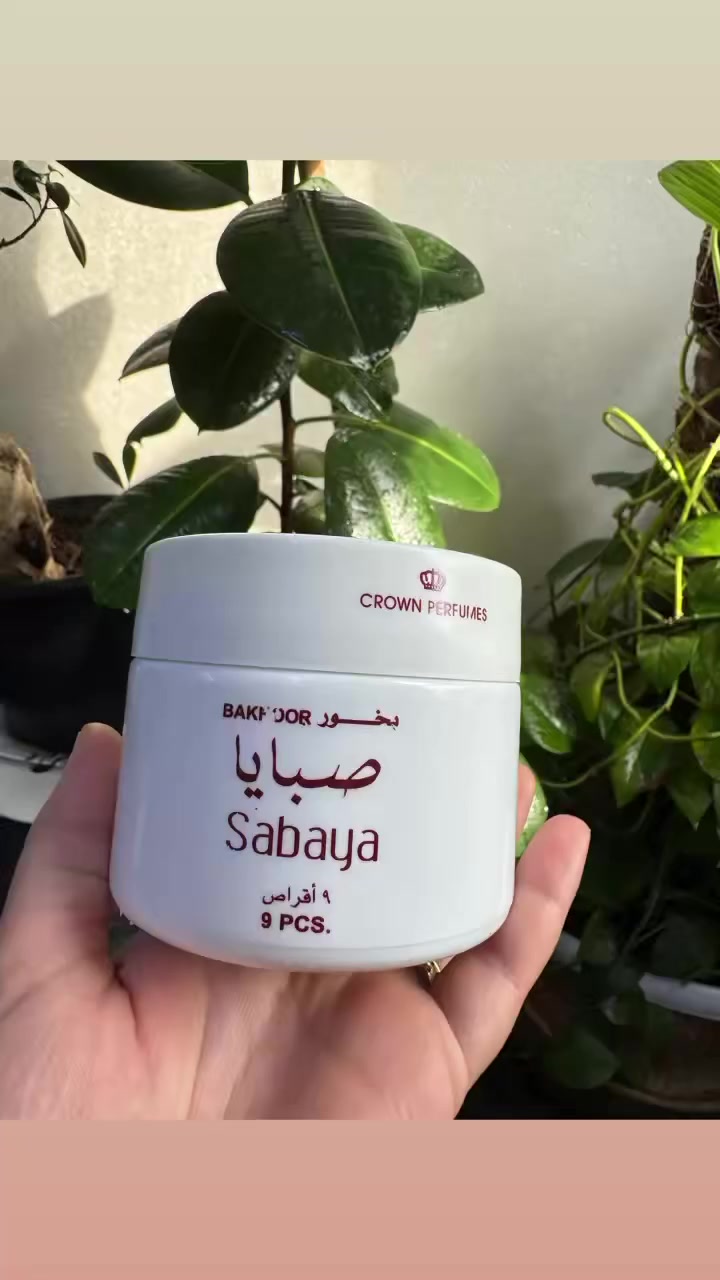 CROWN PERFUMES
BAKHOOR بخور
صبايا
Sabaya
٩ أقراص
9 PCS.